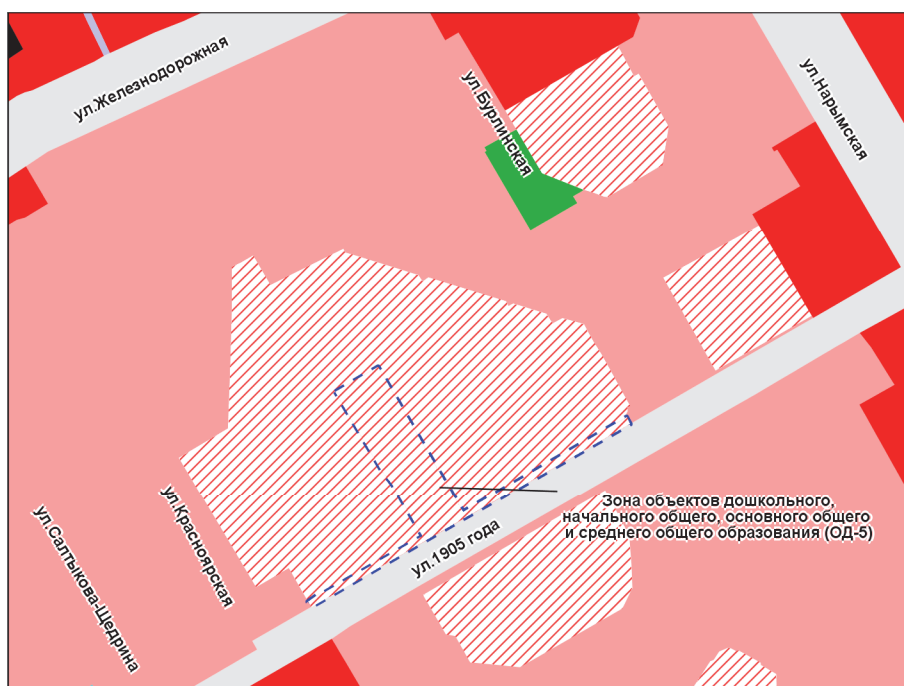 ул.Железнодорожная
ул.Бурлинская
ул.Нарымская
ул.Салтыкова-Щедрина
ул.Красноярская
ул.1905 года
Зона объектов дошкольного,
начального общего, основного общего
и среднего общего образования (ОД-5)